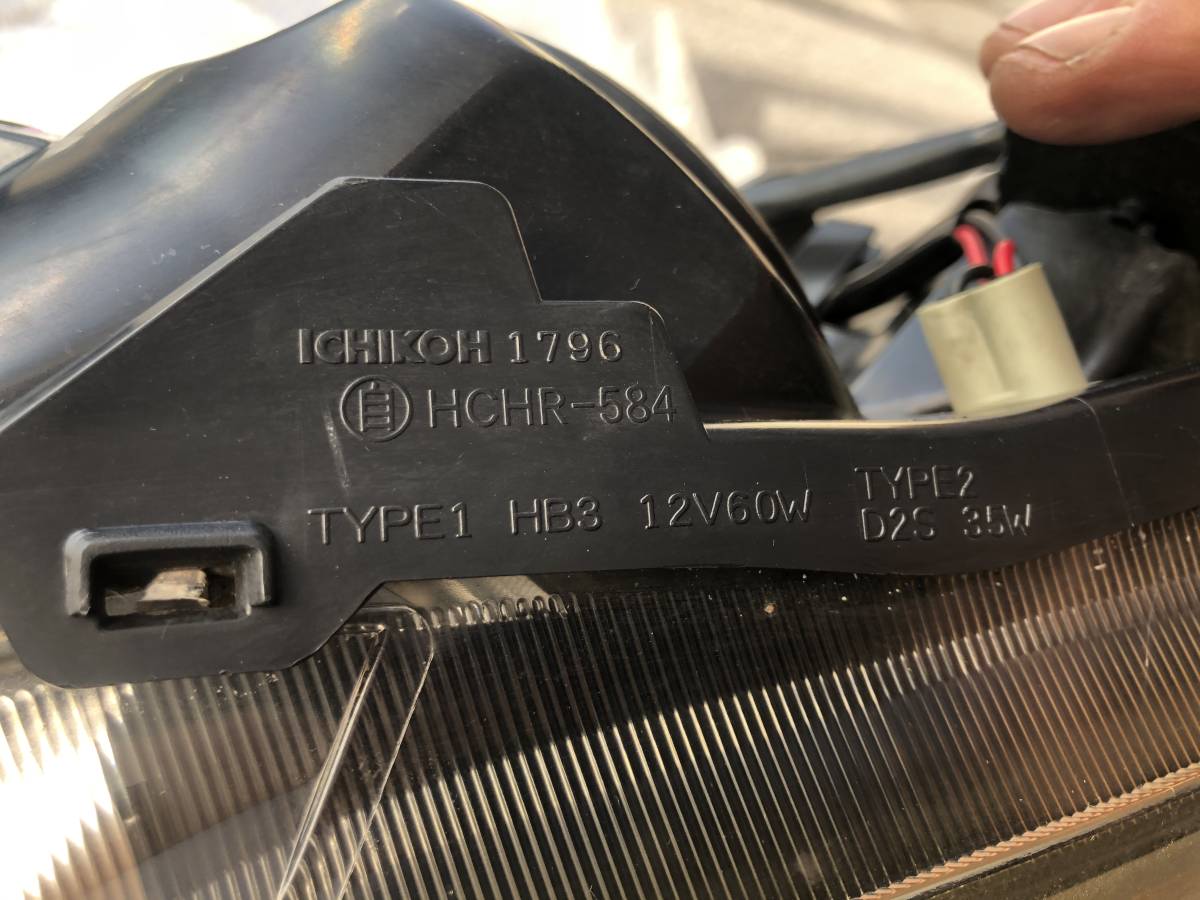 ICHIKOH 1796
自 HCHR-584
TYPE1 HB3 12V60W
TYPE2
D2S 35W